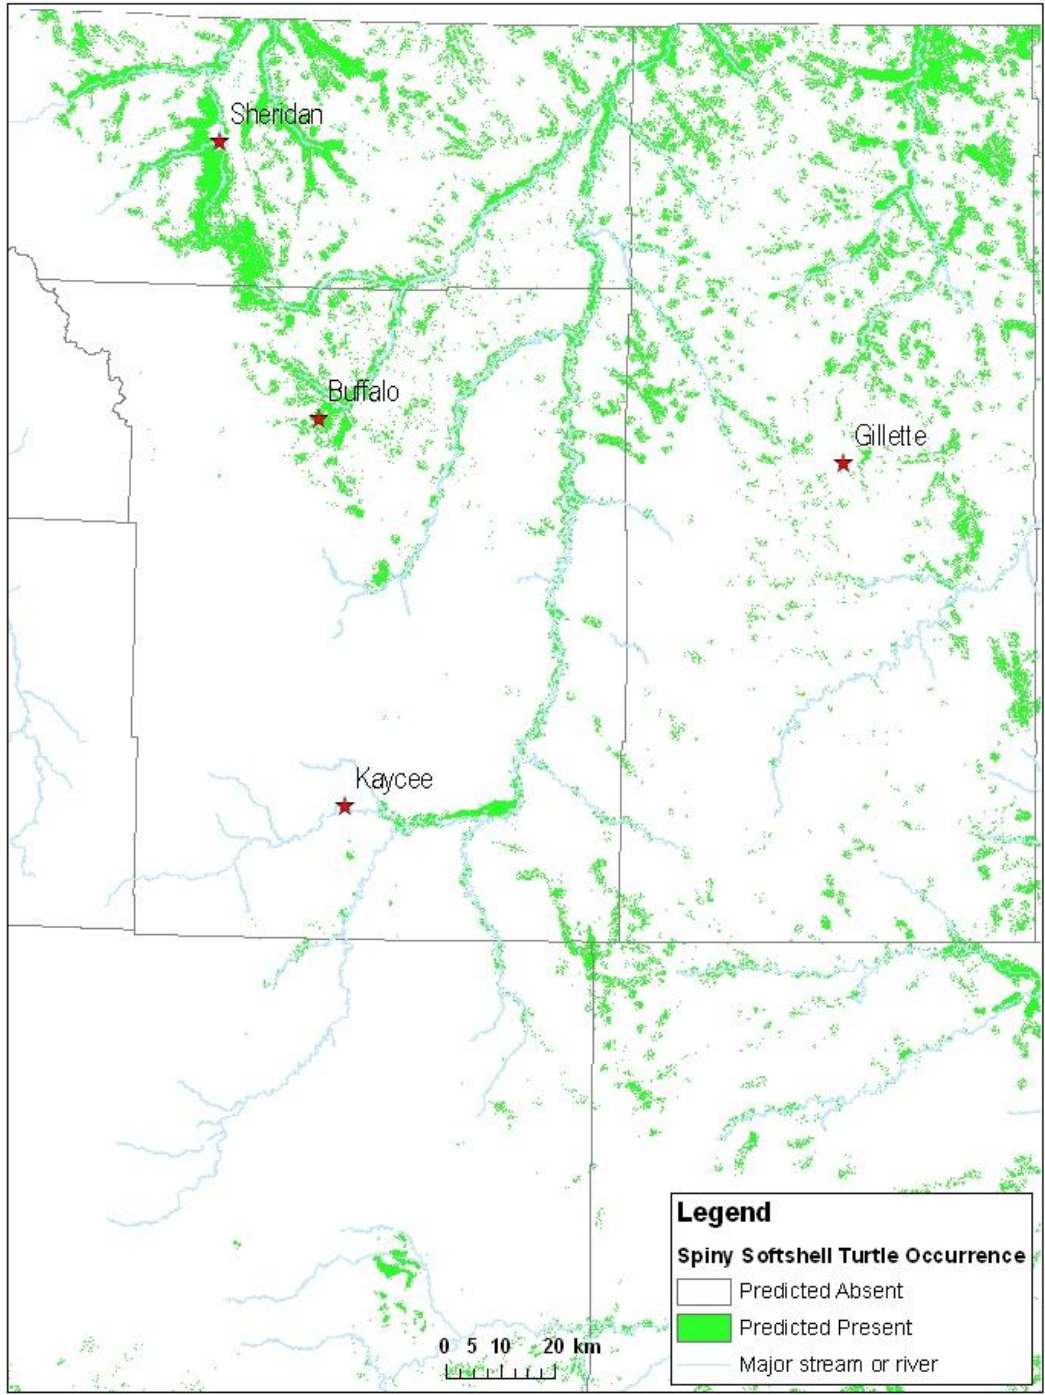 Sheridan
Buffalo
Gillette
Kaycee
Legend
Spiny Softshell Turtle Occurrence
Predicted Absent
Predicted Present
Major stream or river
0 5 10 20 km